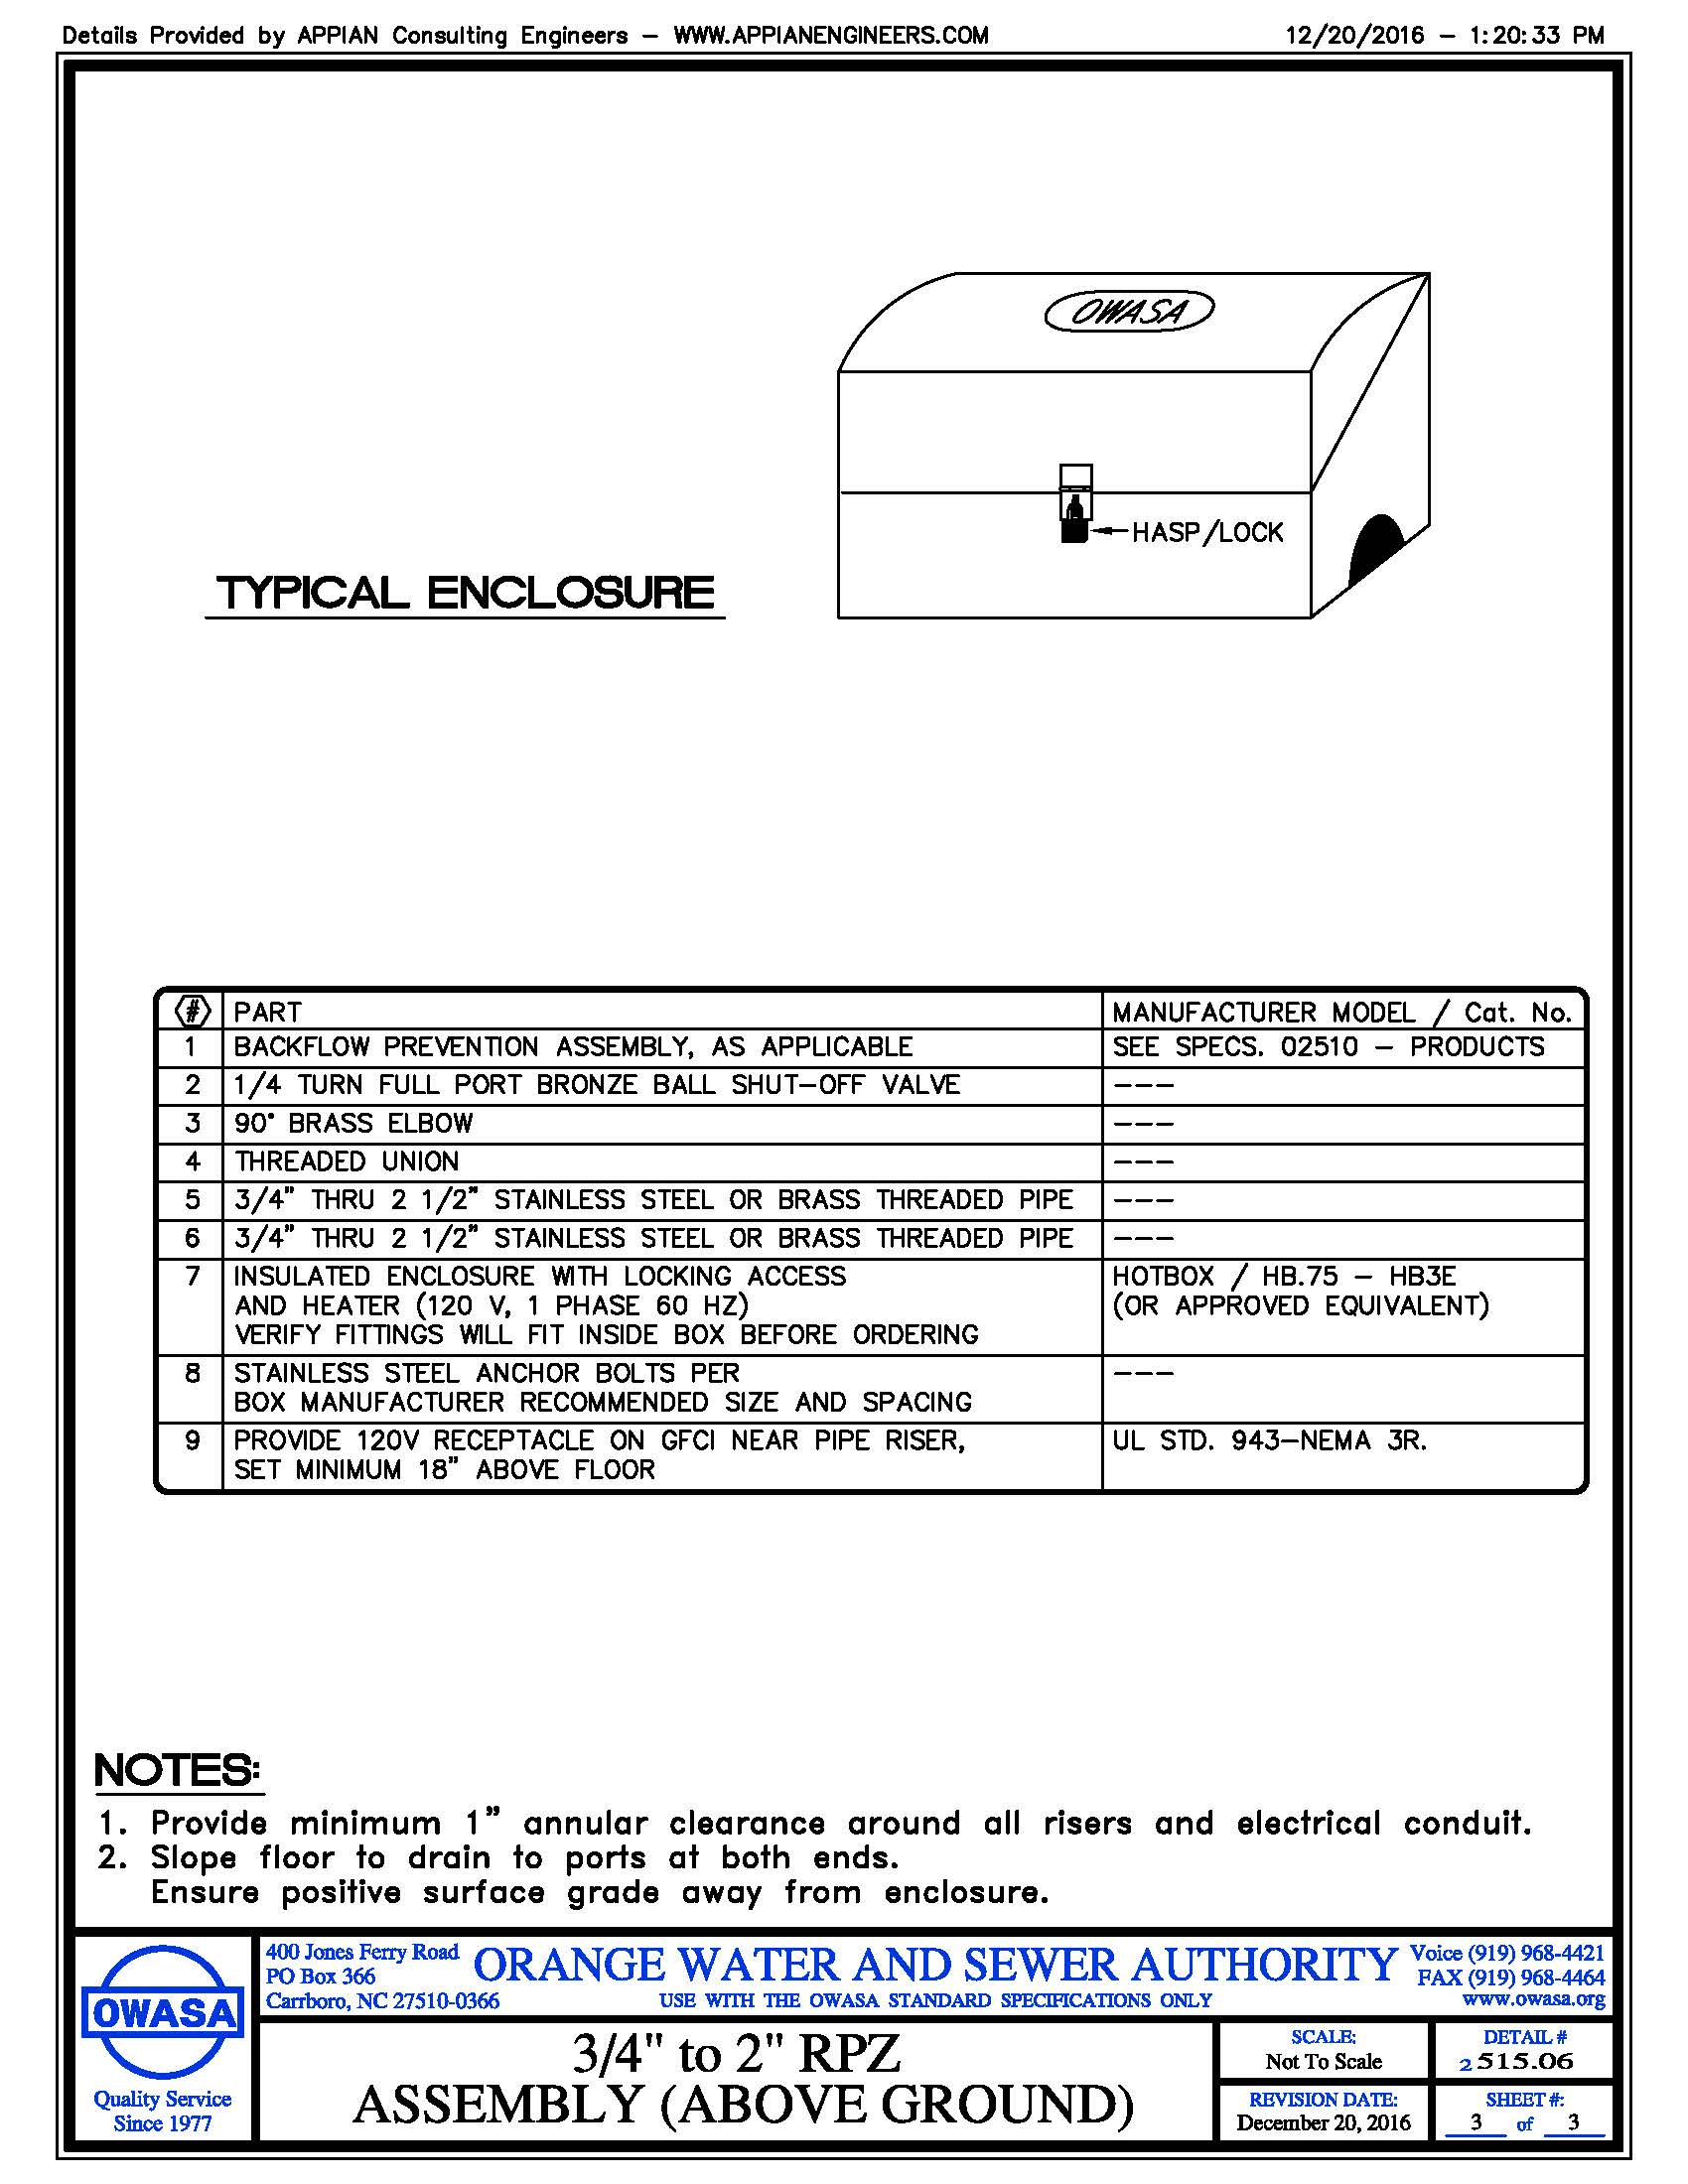 Details Provided by APPIAN Consulting Engineers – WWW.APPIANENGINEERS.COM 12/20/2016 – 1:20:33 PM
OWASA
HASP/LOCK
TYPICAL ENCLOSURE
# PART MANUFACTURER MODEL / Cat. No.
1 BACKFLOW PREVENTION ASSEMBLY, AS APPLICABLE SEE SPECS. 02510 – PRODUCTS
2 1/4 TURN FULL PORT BRONZE BALL SHUT–OFF VALVE –––
3 90° BRASS ELBOW –––
4 THREADED UNION –––
5 3/4" THRU 2 1/2" STAINLESS STEEL OR BRASS THREADED PIPE –––
6 3/4" THRU 2 1/2" STAINLESS STEEL OR BRASS THREADED PIPE –––
7 INSULATED ENCLOSURE WITH LOCKING ACCESS HOTBOX / HB.75 – HB3E
AND HEATER (120 V, 1 PHASE 60 HZ) (OR APPROVED EQUIVALENT)
VERIFY FITTINGS WILL FIT INSIDE BOX BEFORE ORDERING
8 STAINLESS STEEL ANCHOR BOLTS PER –––
BOX MANUFACTURER RECOMMENDED SIZE AND SPACING
9 PROVIDE 120V RECEPTACLE ON GFCI NEAR PIPE RISER, UL STD. 943–NEMA 3R.
SET MINIMUM 18" ABOVE FLOOR
NOTES:
1. Provide minimum 1" annular clearance around all risers and electrical conduit.
2. Slope floor to drain to ports at both ends.
Ensure positive surface grade away from enclosure.
OWASA
Quality Service
Since 1977
400 Jones Ferry Road
PO Box 366
Carrboro, NC 27510-0366
ORANGE WATER AND SEWER AUTHORITY
USE WITH THE OWASA STANDARD SPECIFICATIONS ONLY
Voice (919) 968-4421
FAX (919) 968-4464
www.owasa.org
3/4" to 2" RPZ
ASSEMBLY (ABOVE GROUND)
SCALE:
Not To Scale
DETAIL #
2 515.06
REVISION DATE:
December 20, 2016
SHEET #:
3 of 3